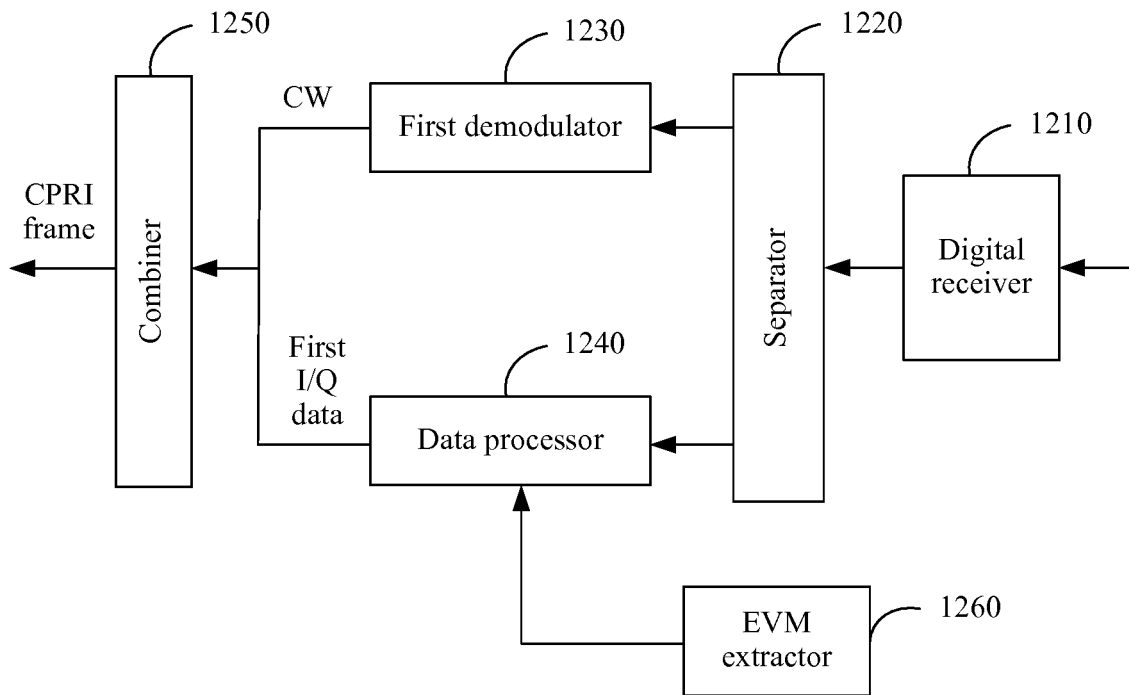 1250
1230
1220
CW
First demodulator
1210
CPRI
frame
Combiner
Separator
Digital
receiver
First
I/Q
data
1240
Data processor
1260
EVM
extractor